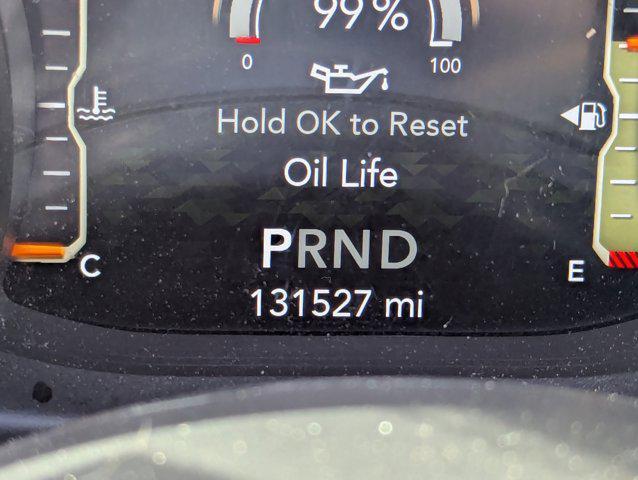 99%
0 100
Hold OK to Reset
Oil Life
PRND
C E
131527 mi